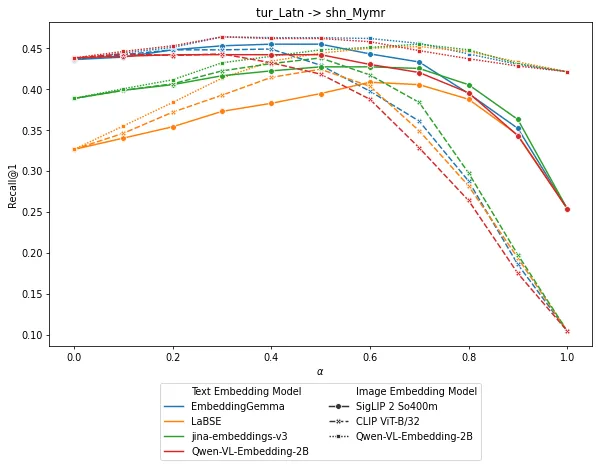 tur_Latn -> shn_Mymr
Recall@1
0.45
0.40
0.35
0.30
0.25
0.20
0.15
0.10
0.0 0.2 0.4 0.6 0.8 1.0
α
Text Embedding Model Image Embedding Model
EmbeddingGemma SigLIP 2 So400m
LaBSE CLIP ViT-B/32
jina-embeddings-v3 Qwen-VL-Embedding-2B
Qwen-VL-Embedding-2B